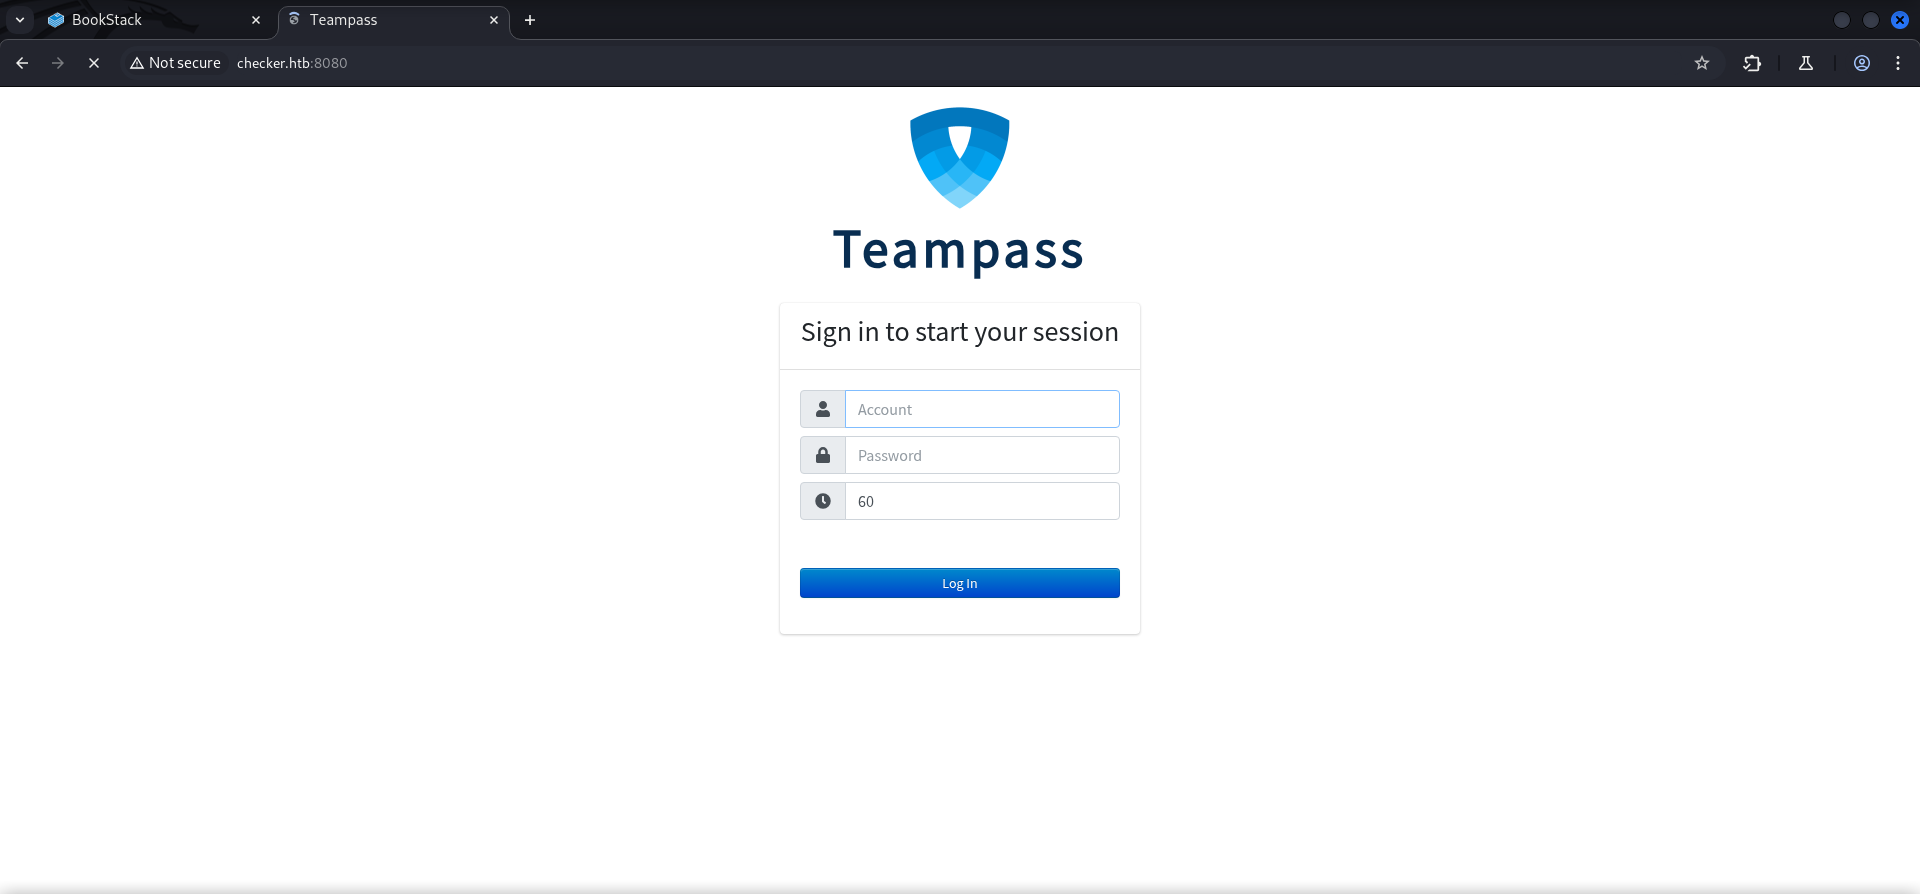 BookStack
Teampass
Not secure
checker.htb:8080
Teampass
Sign in to start your session
Account
Password
60
Log In